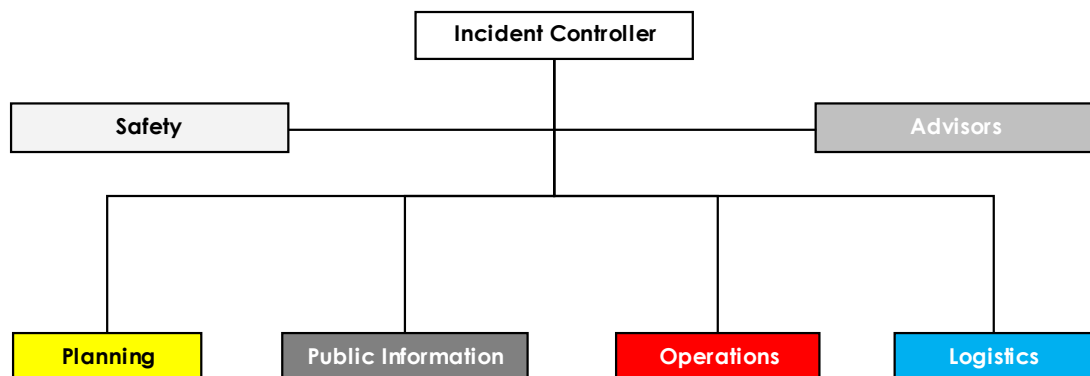 Incident Controller
Safety
Advisors
Planning
Public Information
Operations
Logistics